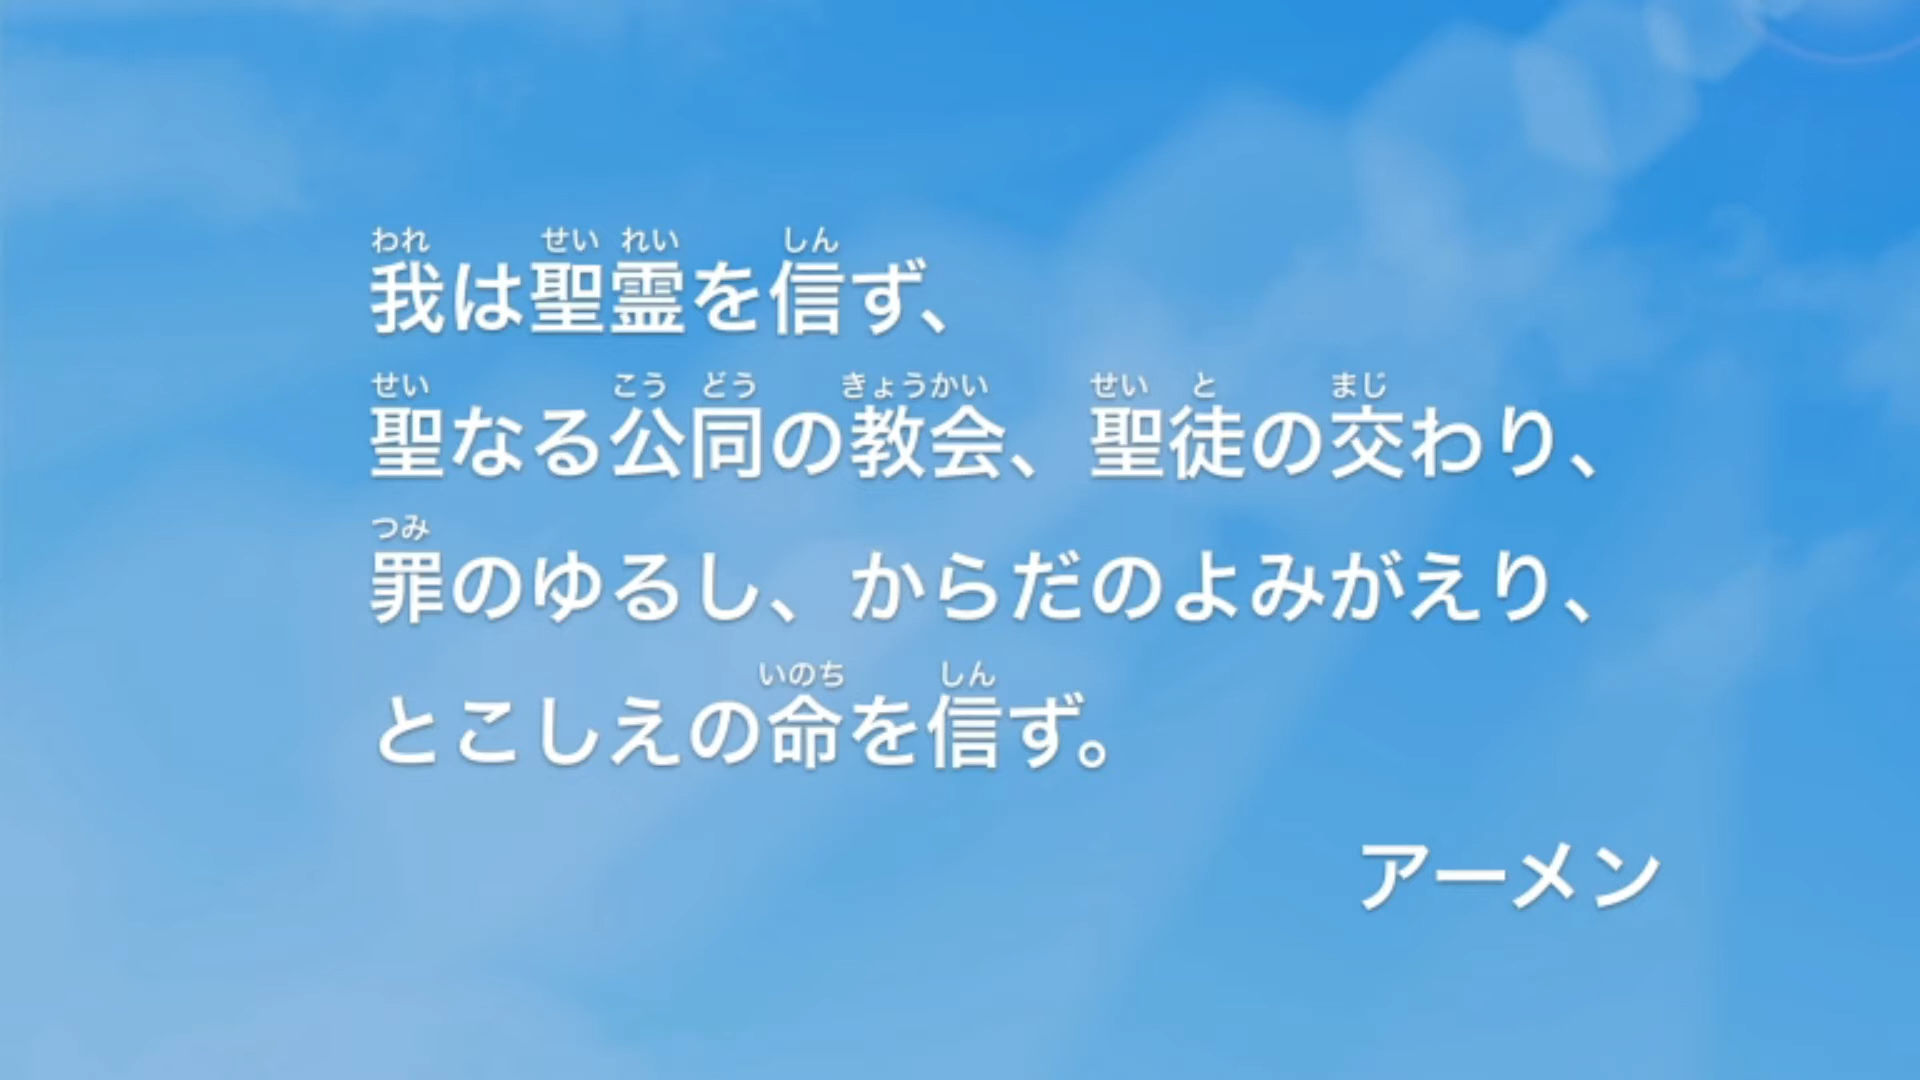 我は聖霊を信ず、
聖なる公同の教会、聖徒の交わり、
罪のゆるし、からだのよみがえり、
とこしえの命を信ず。
アーメン